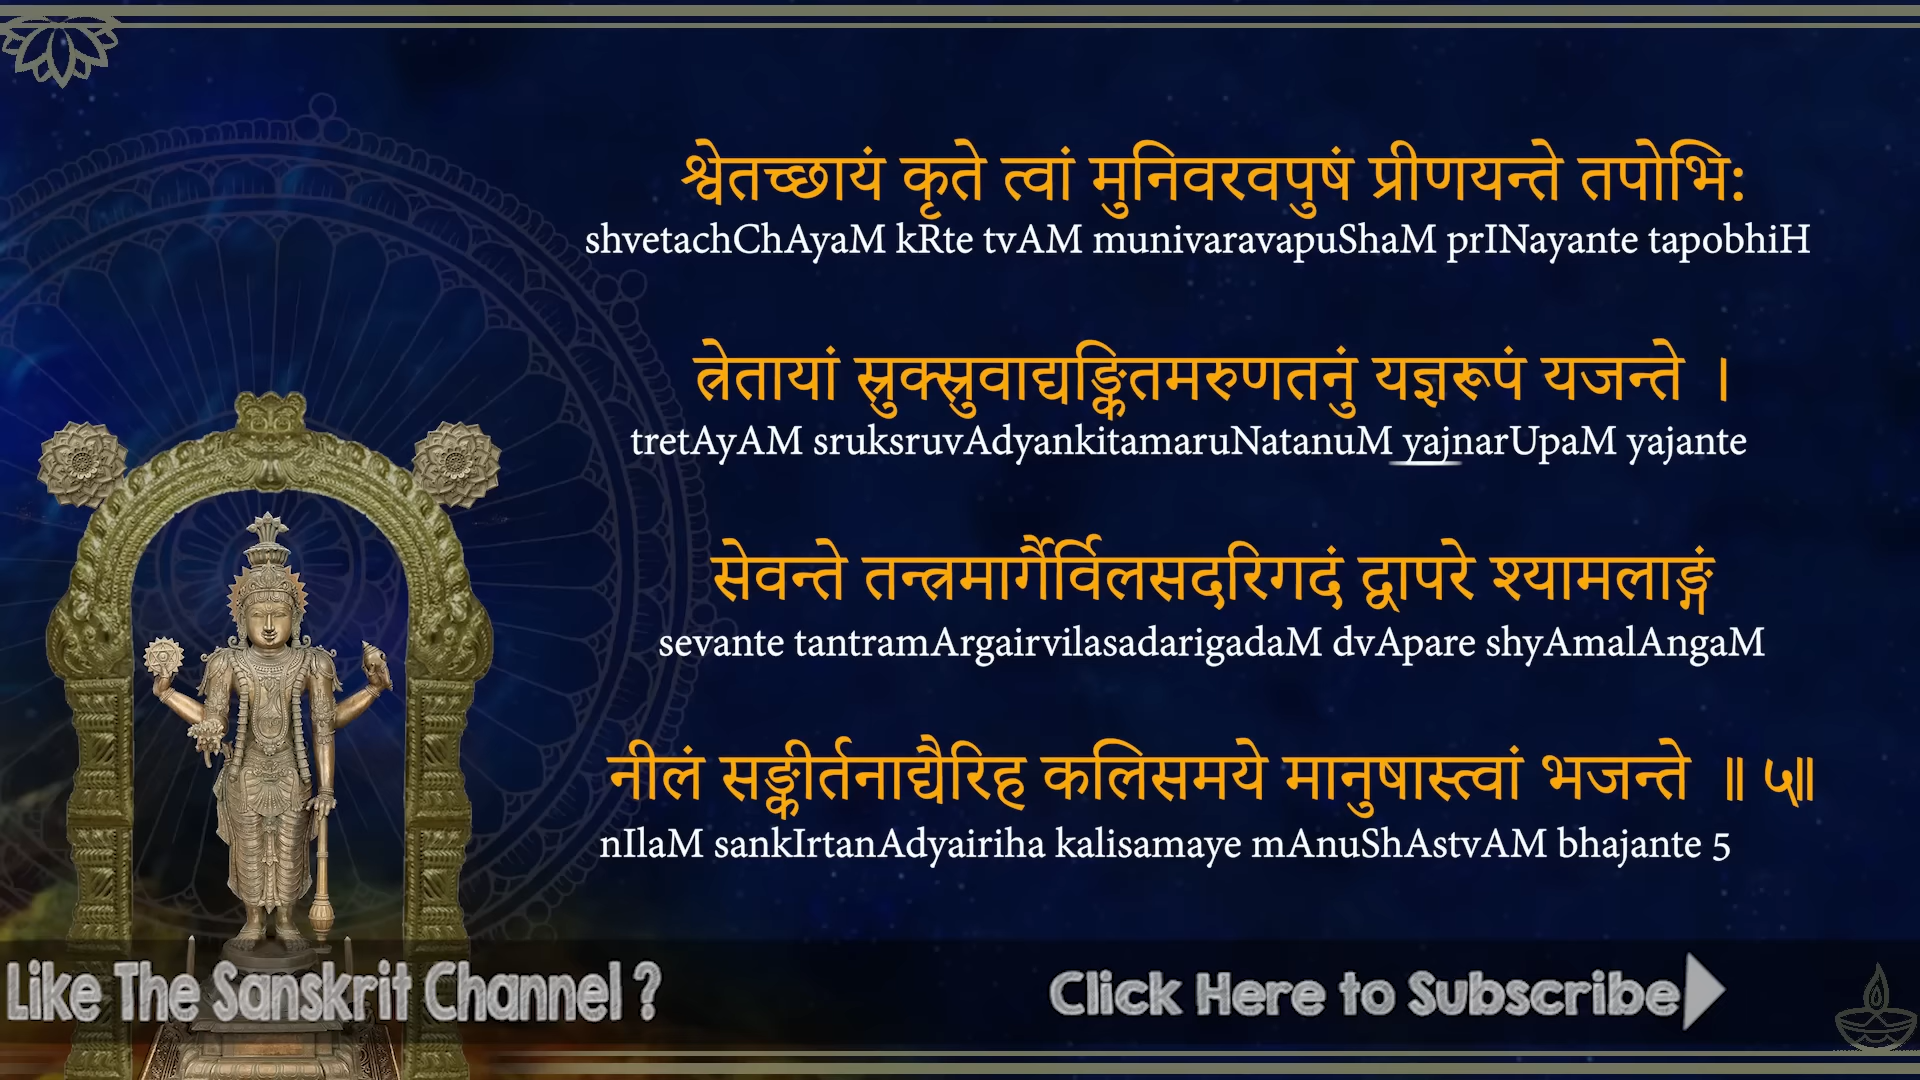 श्वेतच्छायं कृते त्वां मुनिवरवपुषं प्रीणयन्ते तपोभिः
shvetachChAyaM kRte tvAM munivaravapuShaM prINayante tapobhiH
त्रेतायां स्रुक्स्रुवाद्यङ्कितमरुणतनुं यज्ञरूपं यजन्ते ।
tretAyAM sruksruvAdyankitamaruNatanuM yajnarUpaM yajante
सेवन्ते तन्त्रमार्गैर्विलसदरिगदं द्वापरे श्यामलाङ्गं
sevante tantramArgairvilasadarigadaM dvApare shyAmalAngaM
नीलं सङ्कीर्तनाद्यैरिह कलिसमये मानुषास्त्वां भजन्ते ॥ ५॥
nIlaM sankIrtanAdyairiha kalisamaye mAnuShAstvAM bhajante 5
Like The Sanskrit Channel ? Click Here to Subscribe